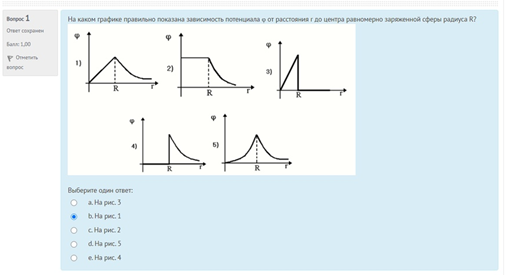 Вопрос 1
Ответ сохранен
Балл: 1,00
Отметить вопрос
На каком графике правильно показана зависимость потенциала φ от расстояния r до центра равномерно заряженной сферы радиуса R?
φ
1)
R
r
φ
2)
R
r
φ
3)
R
r
φ
4)
R
r
φ
5)
R
r
Выберите один ответ:
a. На рис. 3
b. На рис. 1
c. На рис. 2
d. На рис. 5
e. На рис. 4